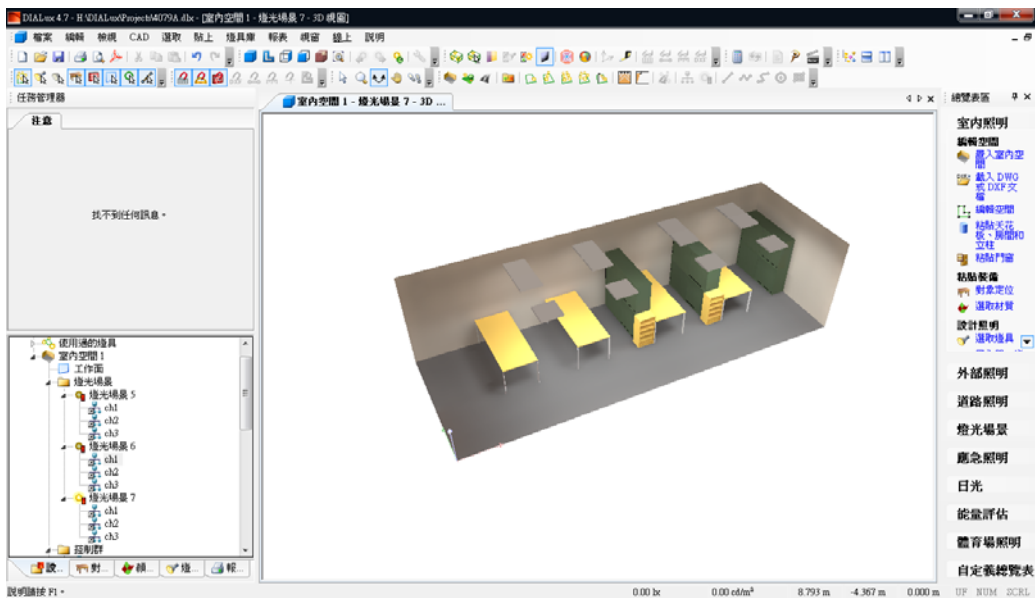 DIALux 4.7 - H:\DIALux\Project\4079A.dlx - [室內空間 1 - 燈光場景 7 - 3D 視圖]
檔案 編輯 檢視 CAD 選取 貼上 燈具庫 報表 視窗 線上 說明
任務管理器
注意
找不到任何訊息。
使用過的燈具
室內空間 1
工作面
燈光場景
燈光場景 5
ch1
ch2
ch3
燈光場景 6
ch1
ch2
ch3
燈光場景 7
ch1
ch2
ch3
控制群
設... 對... 顏... 燈... 報...
室內空間 1 - 燈光場景 7 - 3D ...
總覽表區
室內照明
編輯空間
置入室內空
間
載入 DWG
或 DXF 文
檔
編輯空間
粘貼天花
板、房間和
立柱
粘貼門窗
粘貼裝備
對象定位
選取材質
設計照明
選取燈具
外部照明
道路照明
燈光場景
應急照明
日光
能量評估
體育場照明
自定義總覽表
說明請按 F1。
0.00 lx 0.00 cd/m² 8.793 m -4.367 m 0.000 m UF NUM SCRL